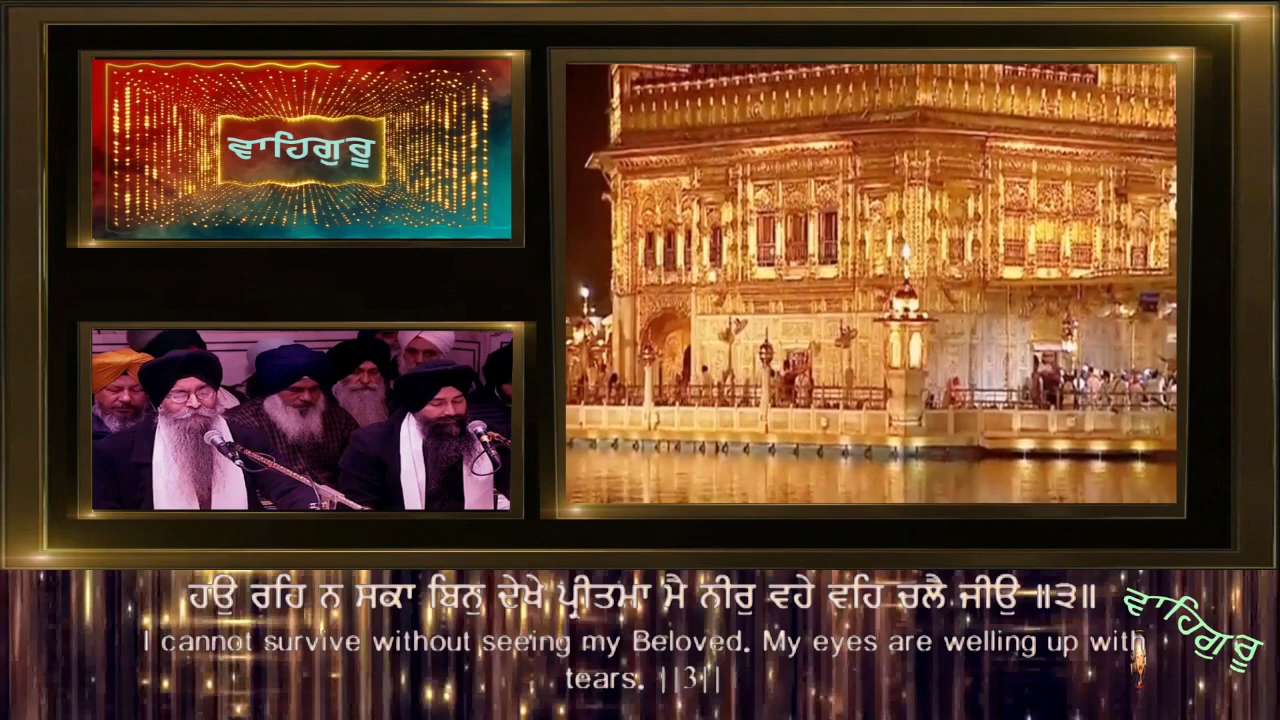 ਵਾਹਿਗੁਰੂ
ਹਉ ਰਹਿ ਨ ਸਕਾ ਬਿਨੁ ਦੇਖੇ ਪ੍ਰੀਤਮਾ ਮੈ ਨੀਰੁ ਵਹੇ ਵਹਿ ਚਲੈ ਜੀਉ ॥੩॥
ਵਾਹਿਗੁਰੂ
I cannot survive without seeing my Beloved. My eyes are welling up with
tears. ||3||